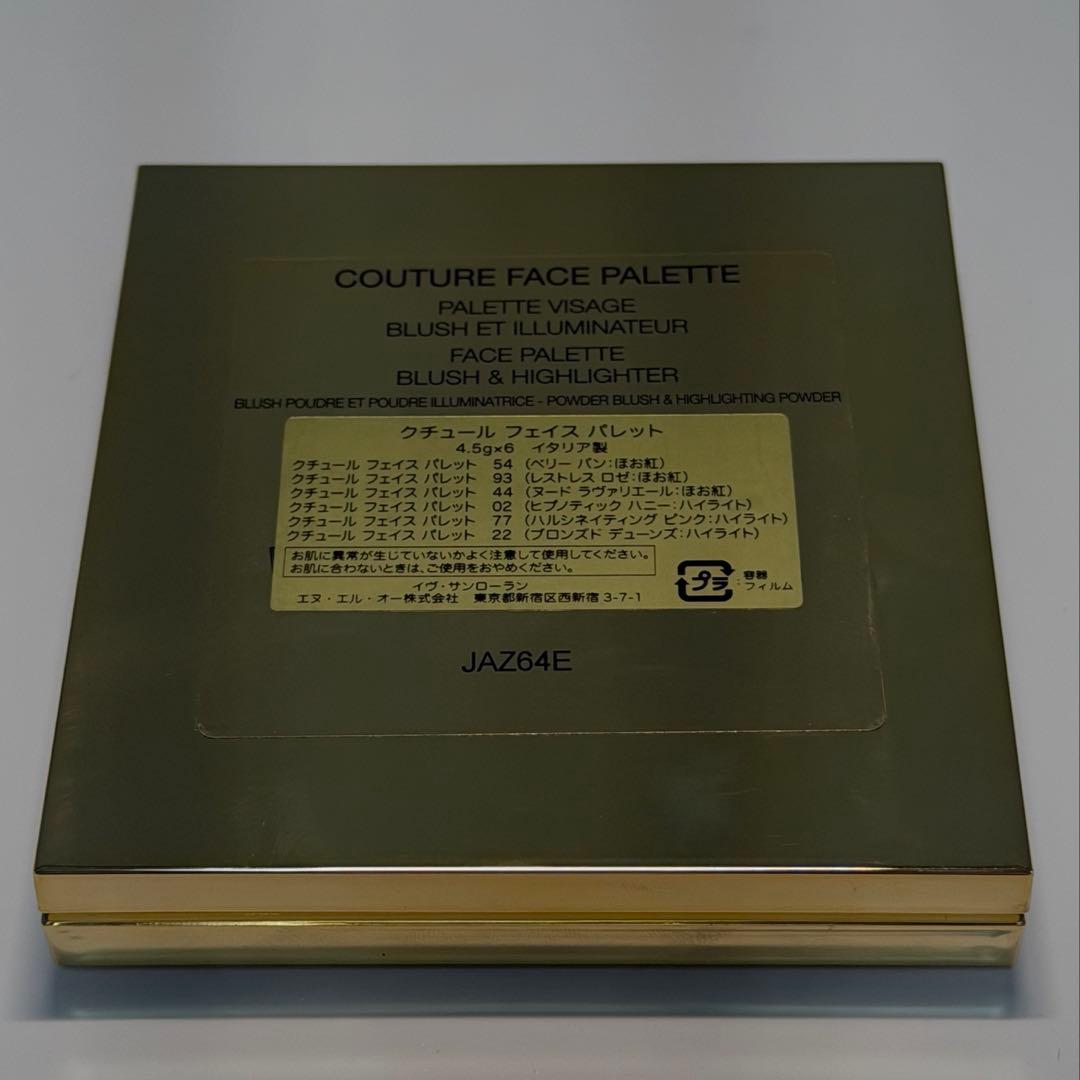 COUTURE FACE PALETTE
PALETTE VISAGE
BLUSH ET ILLUMINATEUR
FACE PALETTE
BLUSH & HIGHLIGHTER
BLUSH POUDRE ET POUDRE ILLUMINATRICE - POWDER BLUSH & HIGHLIGHTING POWDER
クチュール フェイス パレット
4.5g×6 イタリア製
クチュール フェイス パレット 54 (ベリー バン:ほお紅)
クチュール フェイス パレット 93 (レストレス ロゼ:ほお紅)
クチュール フェイス パレット 44 (ヌード ラヴァリエール:ほお紅)
クチュール フェイス パレット 02 (ヒプノティック ハニー:ハイライト)
クチュール フェイス パレット 77 (ハルシネイティング ピンク:ハイライト)
クチュール フェイス パレット 22 (ブロンズド デューンズ:ハイライト)
お肌に異常が生じていないかよく注意して使用してください。
お肌に合わないときは、ご使用をおやめください。
イヴ・サンローラン
エヌ・エル・オー株式会社 東京都新宿区西新宿 3-7-1
プラ :容器
フィルム
JAZ64E